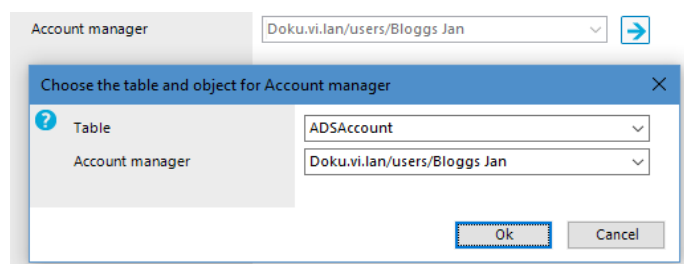 Account manager Doku.vi.lan/users/Bloggs Jan
Choose the table and object for Account manager
? Table ADSAccount
Account manager Doku.vi.lan/users/Bloggs Jan
Ok Cancel